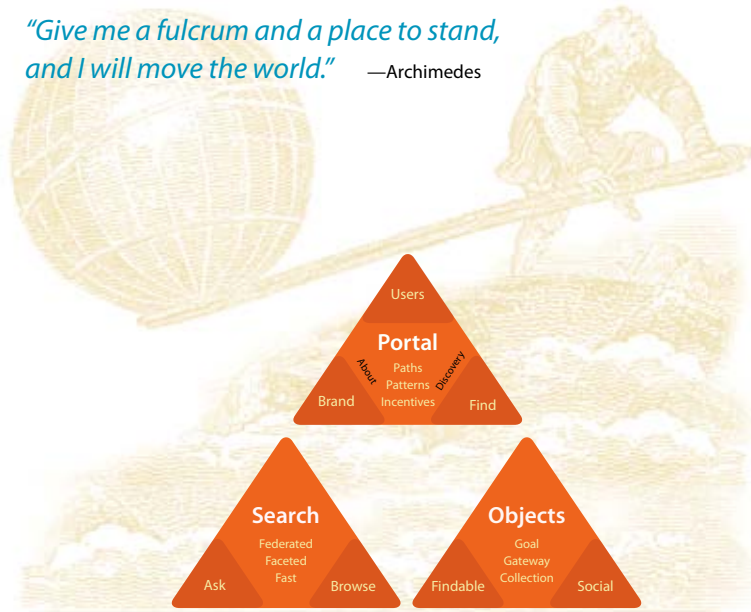 “Give me a fulcrum and a place to stand,
and I will move the world.” —Archimedes
Users
Portal
About
Discovery
Paths
Patterns
Incentives
Brand
Find
Search
Federated
Faceted
Fast
Ask
Browse
Objects
Goal
Gateway
Collection
Findable
Social